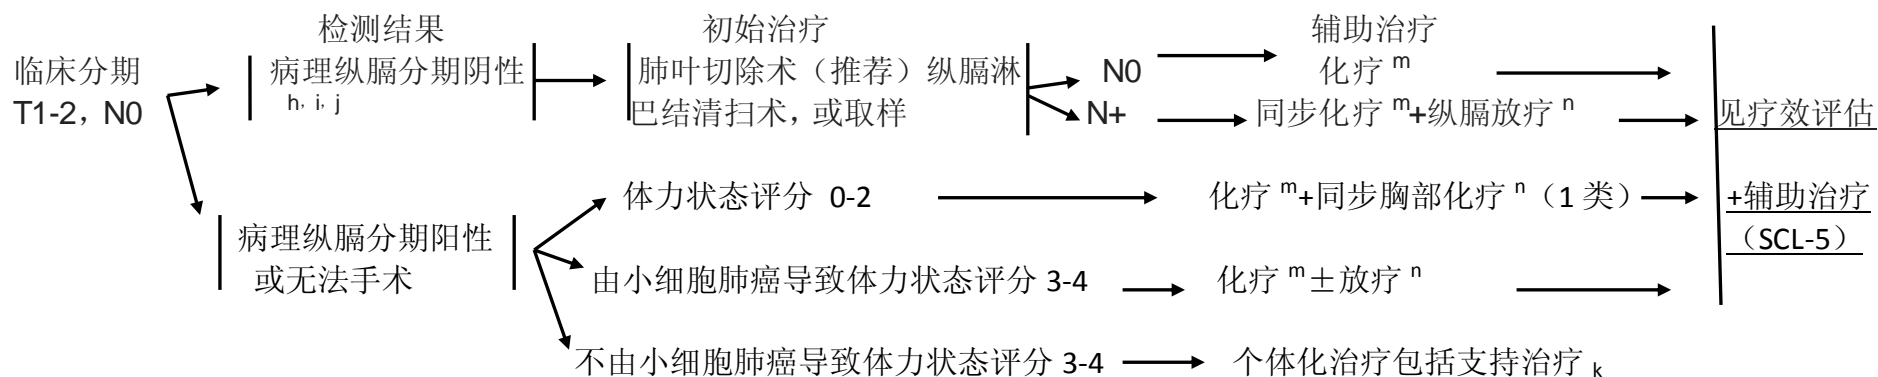 检测结果 初始治疗 辅助治疗
临床分期 病理纵膈分期阴性 肺叶切除术（推荐）纵膈淋 N0 化疗 m
T1-2，N0 h，i，j 巴结清扫术，或取样 N+ 同步化疗 m+纵膈放疗 n 见疗效评估
体力状态评分 0-2 化疗 m+同步胸部化疗 n（1 类） +辅助治疗
病理纵膈分期阳性 （SCL-5）
或无法手术 由小细胞肺癌导致体力状态评分 3-4 化疗 m±放疗 n
不由小细胞肺癌导致体力状态评分 3-4 个体化治疗包括支持治疗 k